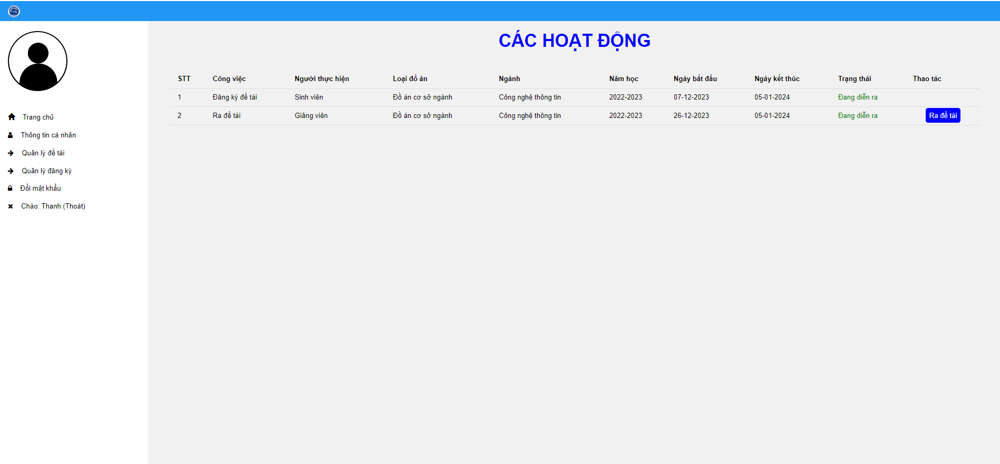 CÁC HOẠT ĐỘNG
STT Công việc Người thực hiện Loại đồ án Ngành Năm học Ngày bắt đầu Ngày kết thúc Trạng thái Thao tác
1 Đăng ký đề tài Sinh viên Đồ án cơ sở ngành Công nghệ thông tin 2022-2023 07-12-2023 05-01-2024 Đang diễn ra
2 Ra đề tài Giảng viên Đồ án cơ sở ngành Công nghệ thông tin 2022-2023 26-12-2023 05-01-2024 Đang diễn ra Ra đề tài
Trang chủ
Thông tin cá nhân
Quản lý đề tài
Quản lý đăng ký
Đổi mật khẩu
Chào: Thanh (Thoát)